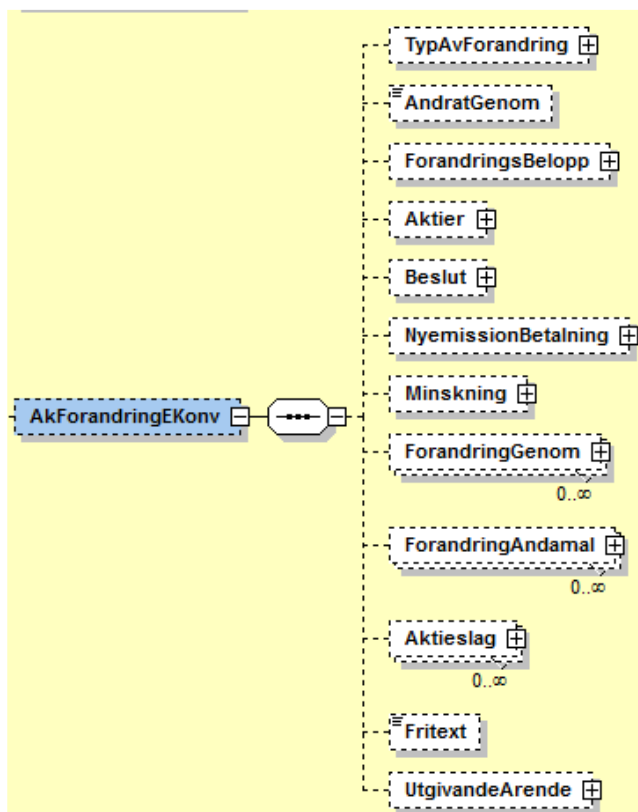 TypAvForandring
AndratGenom
ForandringsBelopp
Aktier
Beslut
NyemissionBetalning
Minskning
AkForandringEKonv
ForandringGenom
0..∞
ForandringAndamal
0..∞
Aktieslag
0..∞
Fritext
UtgivandeArende